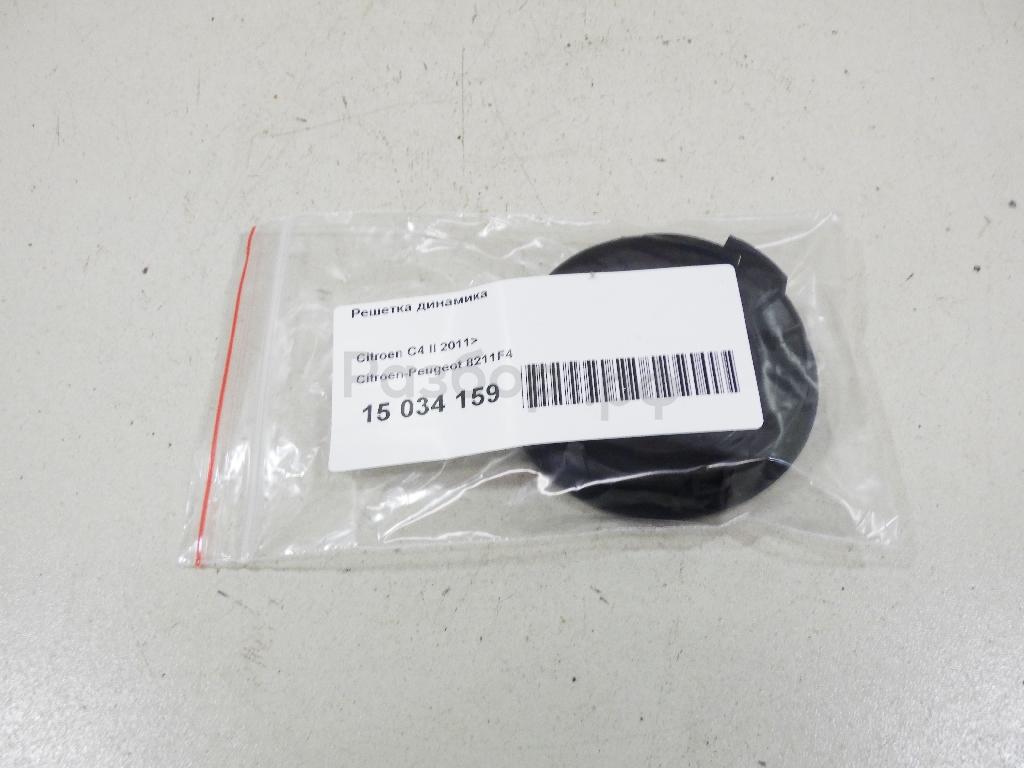 Решетка динамика
Citroen C4 II 2011>
Citroen-Peugeot 8211F4
15 034 159